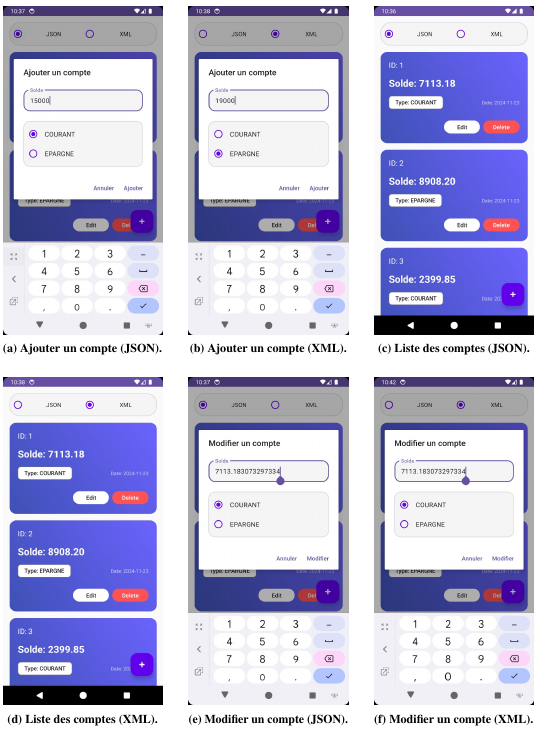 10:37
JSON
XML
Ajouter un compte
Solde
15000
COURANT
EPARGNE
Annuler
Ajouter
Type: EPARGNE
Edit
+
1 2 3 –
4 5 6
7 8 9
, 0 .
(a) Ajouter un compte (JSON).
10:38
JSON
XML
Ajouter un compte
Solde
19000
COURANT
EPARGNE
Annuler
Ajouter
Type: EPARGNE
Edit
+
1 2 3 –
4 5 6
7 8 9
, 0 .
(b) Ajouter un compte (XML).
10:36
JSON
XML
ID: 1
Solde: 7113.18
Type: COURANT
Date: 2024-11-23
Edit
Delete
ID: 2
Solde: 8908.20
Type: EPARGNE
Date: 2024-11-23
Edit
Delete
ID: 3
Solde: 2399.85
Type: COURANT
Date: 20
+
(c) Liste des comptes (JSON).
10:38
JSON
XML
ID: 1
Solde: 7113.18
Type: COURANT
Date: 2024-11-23
Edit
Delete
ID: 2
Solde: 8908.20
Type: EPARGNE
Date: 2024-11-23
Edit
Delete
ID: 3
Solde: 2399.85
Type: COURANT
Date: 20
+
(d) Liste des comptes (XML).
10:37
JSON
XML
Modifier un compte
Solde
7113.183073297334
COURANT
EPARGNE
Annuler
Modifier
Type: EPARGNE
Edit
Delete
+
1 2 3 –
4 5 6
7 8 9
, 0 .
(e) Modifier un compte (JSON).
10:42
JSON
XML
Modifier un compte
Solde
7113.183073297334
COURANT
EPARGNE
Annuler
Modifier
Type: EPARGNE
Edit
Delete
+
1 2 3 –
4 5 6
7 8 9
, 0 .
(f) Modifier un compte (XML).